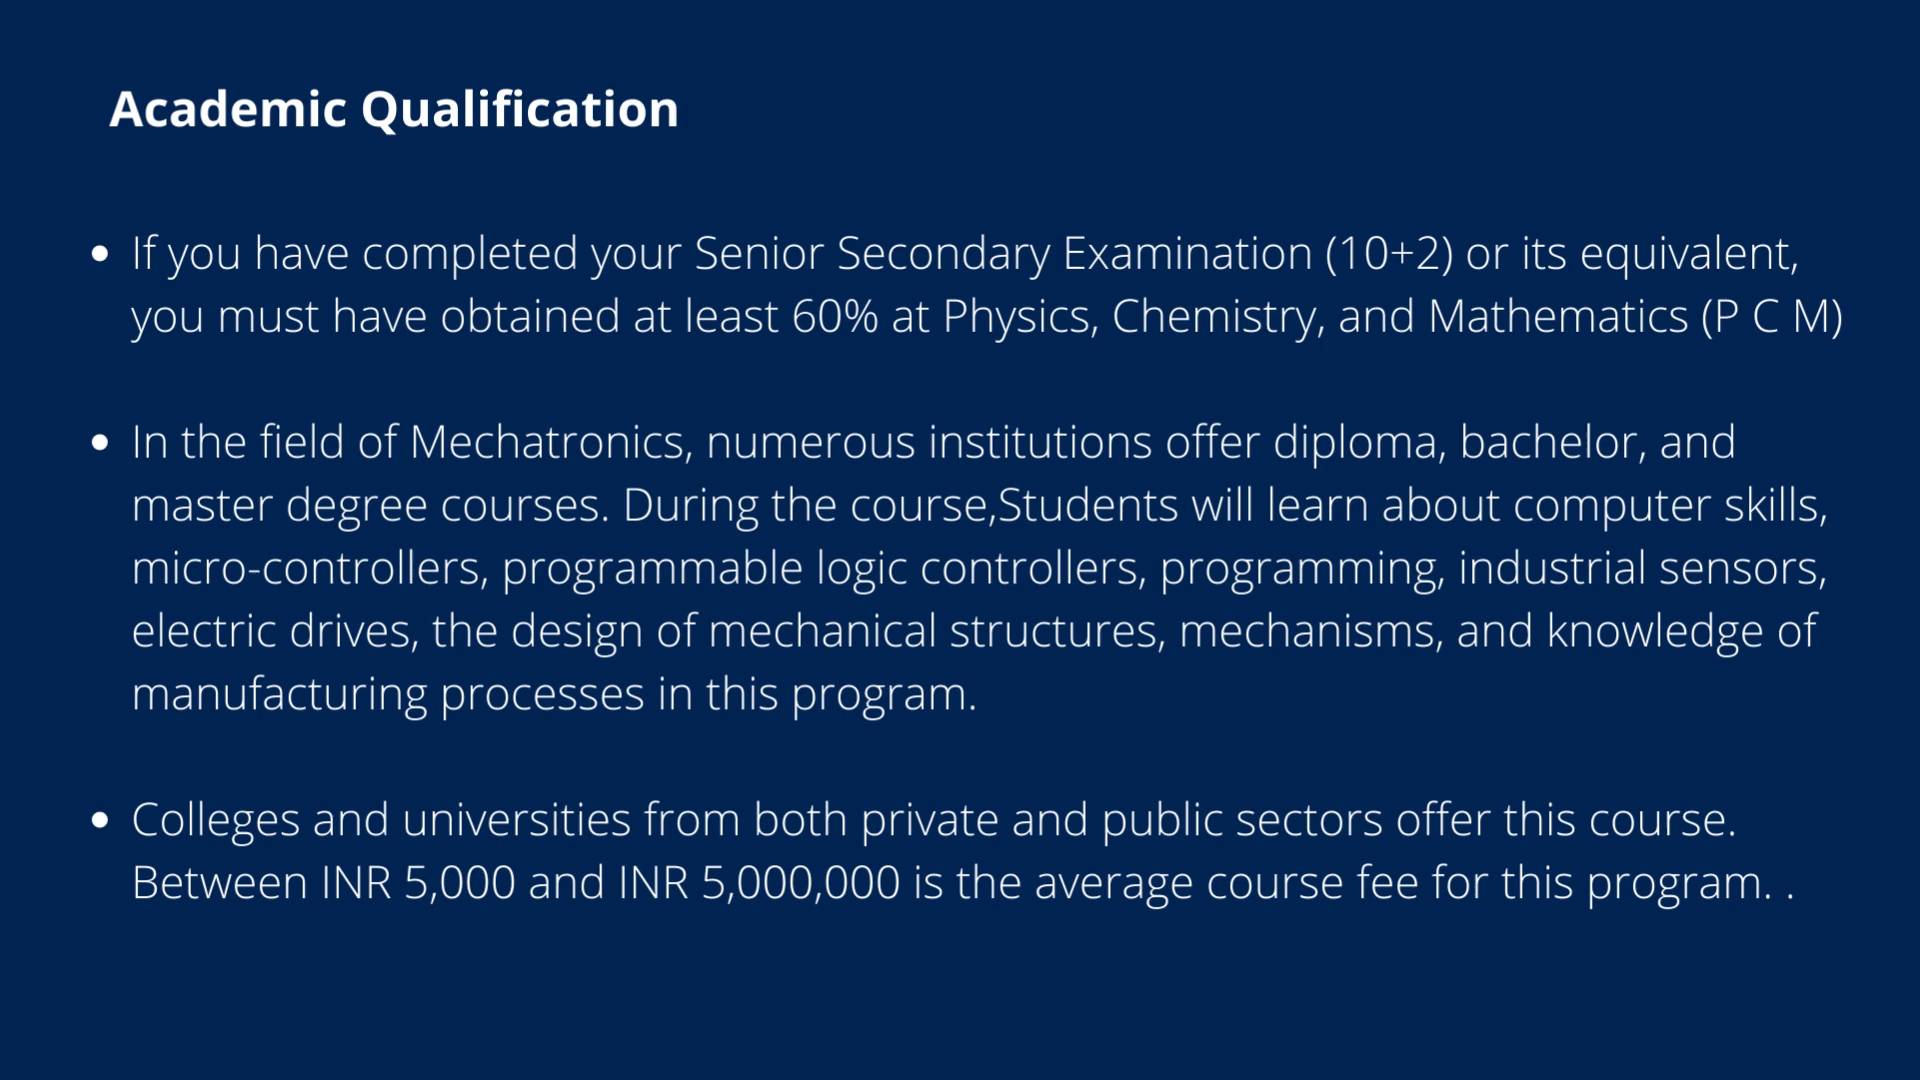 Academic Qualification
• If you have completed your Senior Secondary Examination (10+2) or its equivalent,
you must have obtained at least 60% at Physics, Chemistry, and Mathematics (P C M)
• In the field of Mechatronics, numerous institutions offer diploma, bachelor, and
master degree courses. During the course,Students will learn about computer skills,
micro-controllers, programmable logic controllers, programming, industrial sensors,
electric drives, the design of mechanical structures, mechanisms, and knowledge of
manufacturing processes in this program.
• Colleges and universities from both private and public sectors offer this course.
Between INR 5,000 and INR 5,000,000 is the average course fee for this program. .